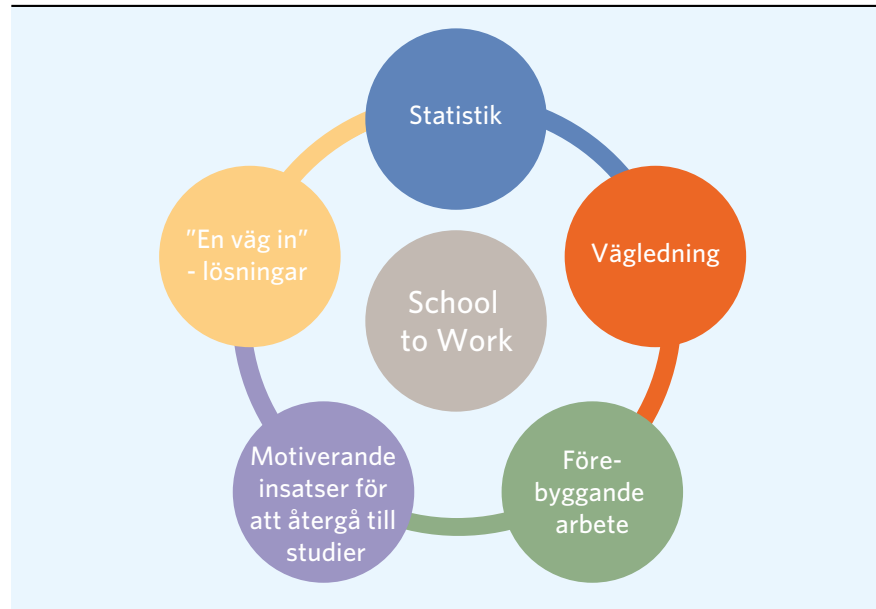 Statistik
Vägledning
Före-
byggande
arbete
Motiverande
insatser för
att återgå till
studier
”En väg in”
- lösningar
School
to Work